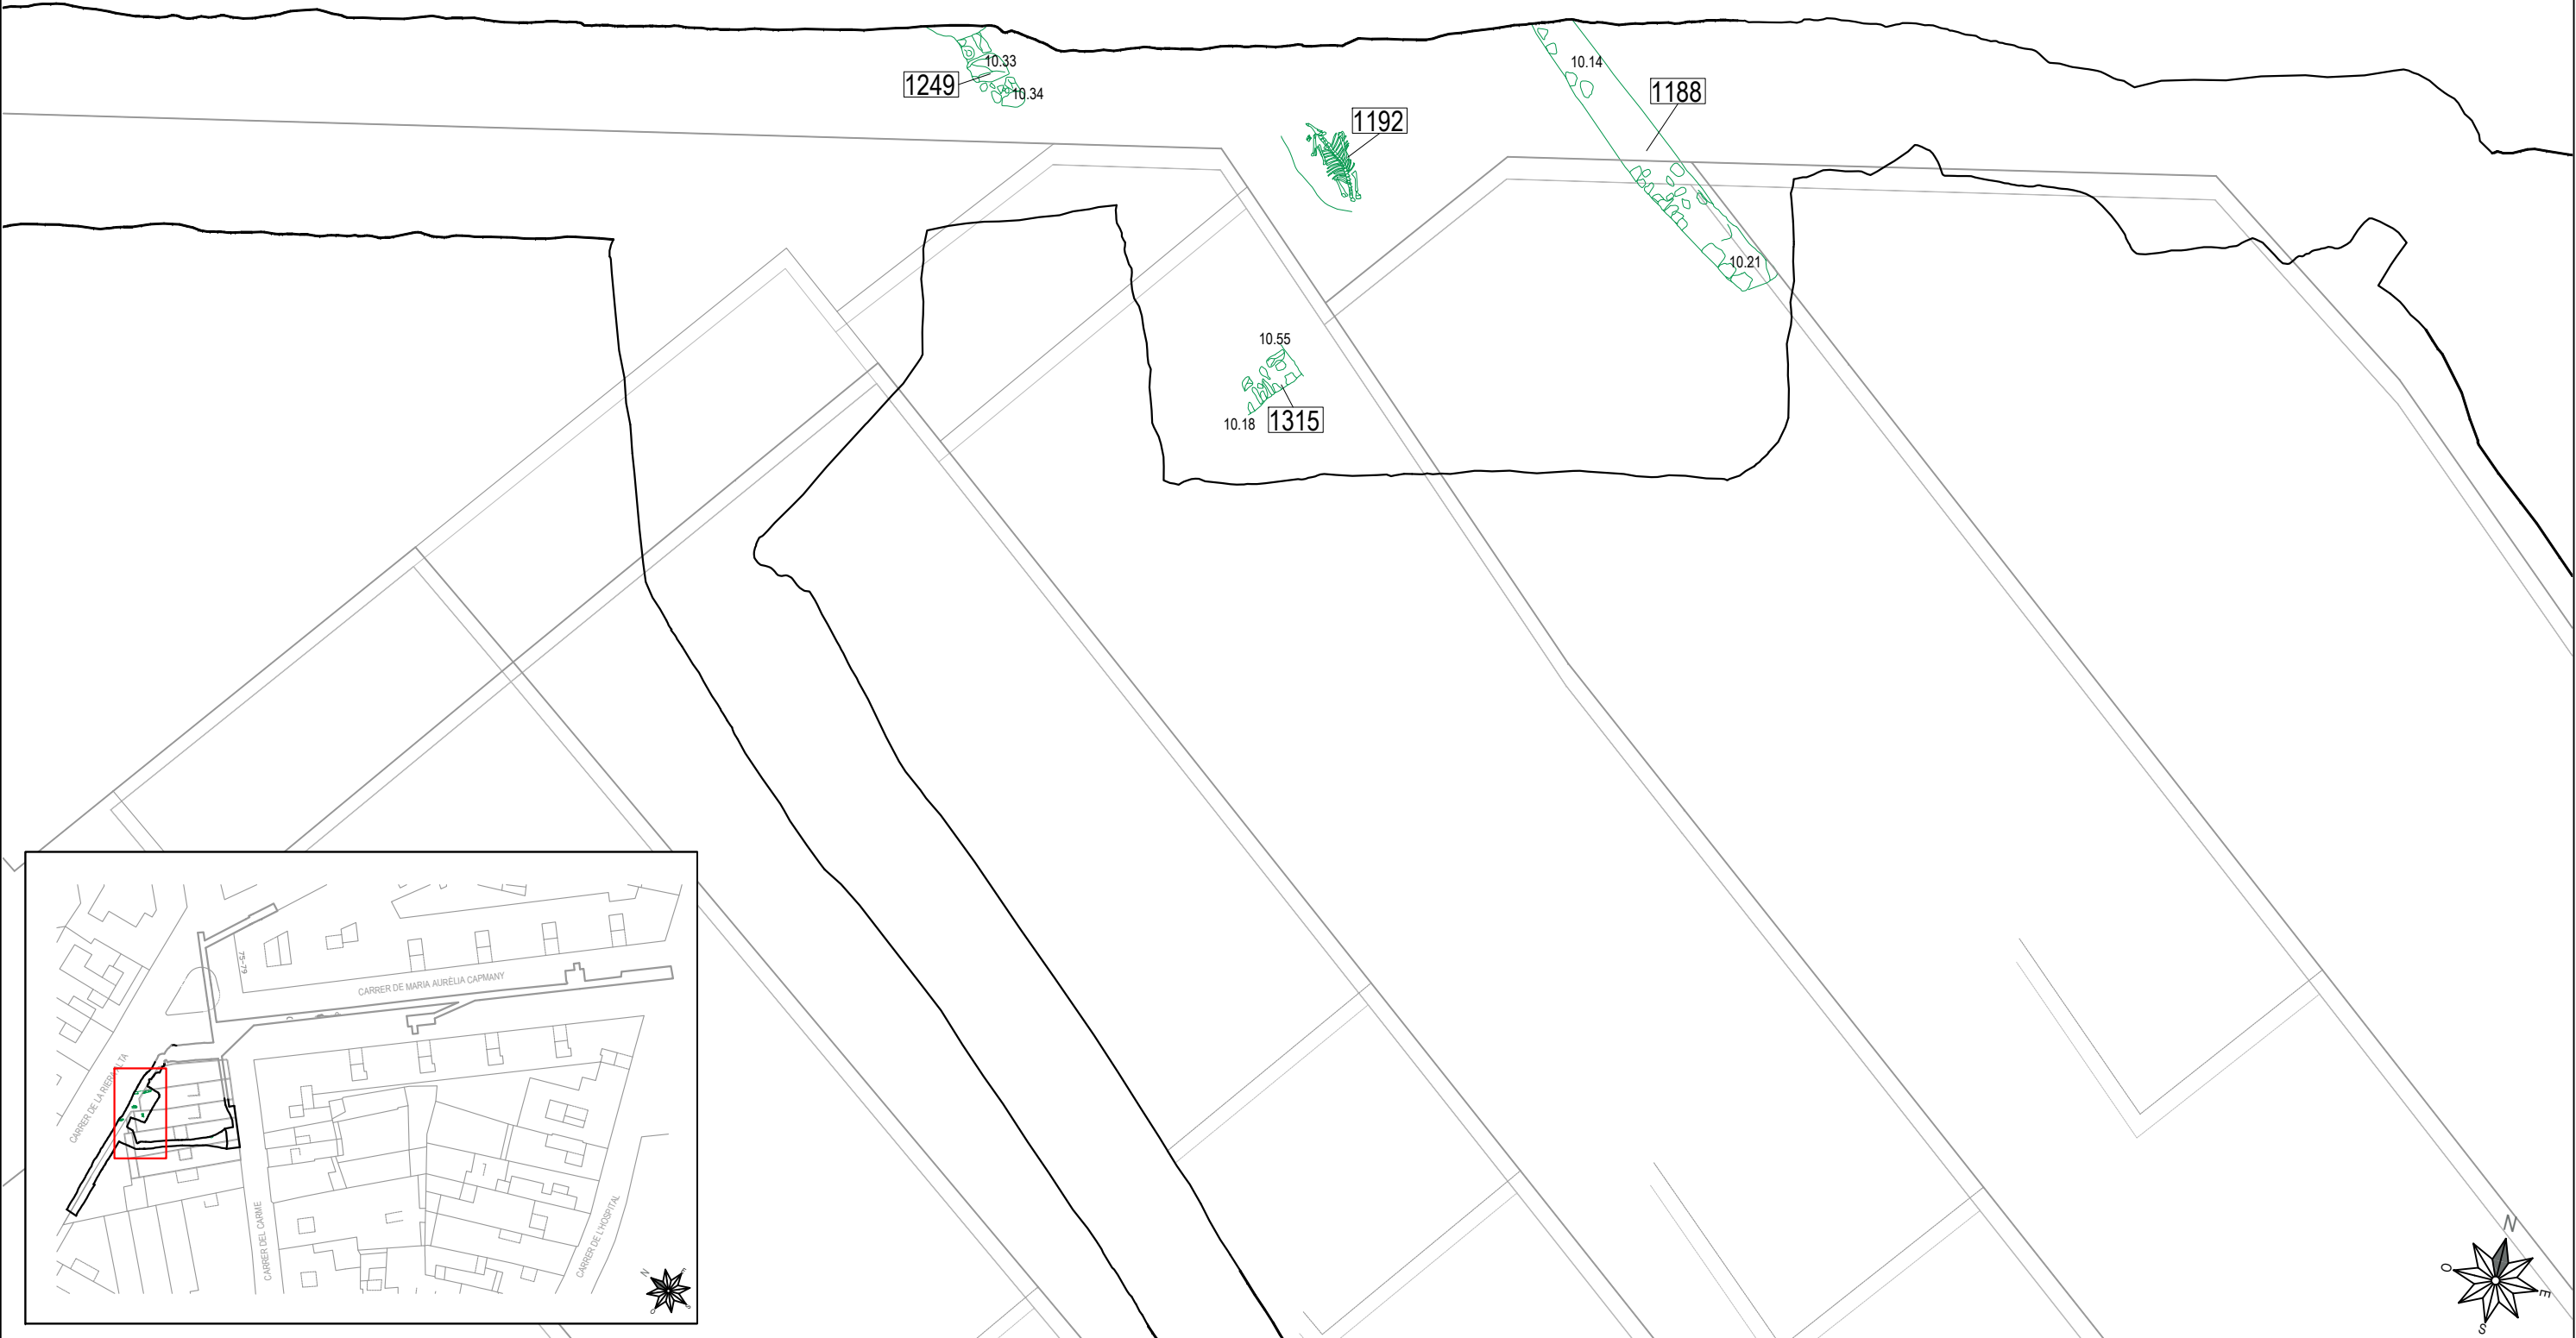 10.33
1249
10.34
10.14
1188
1192
10.21
10.55
10.18
1315
75-79
CARRER DE MARIA AURÈLIA CAPMANY
CARRER DE LA RIERA ALTA
CARRER DEL CARME
CARRER DE L'HOSPITAL
N
E
S
O
N
O
E
S